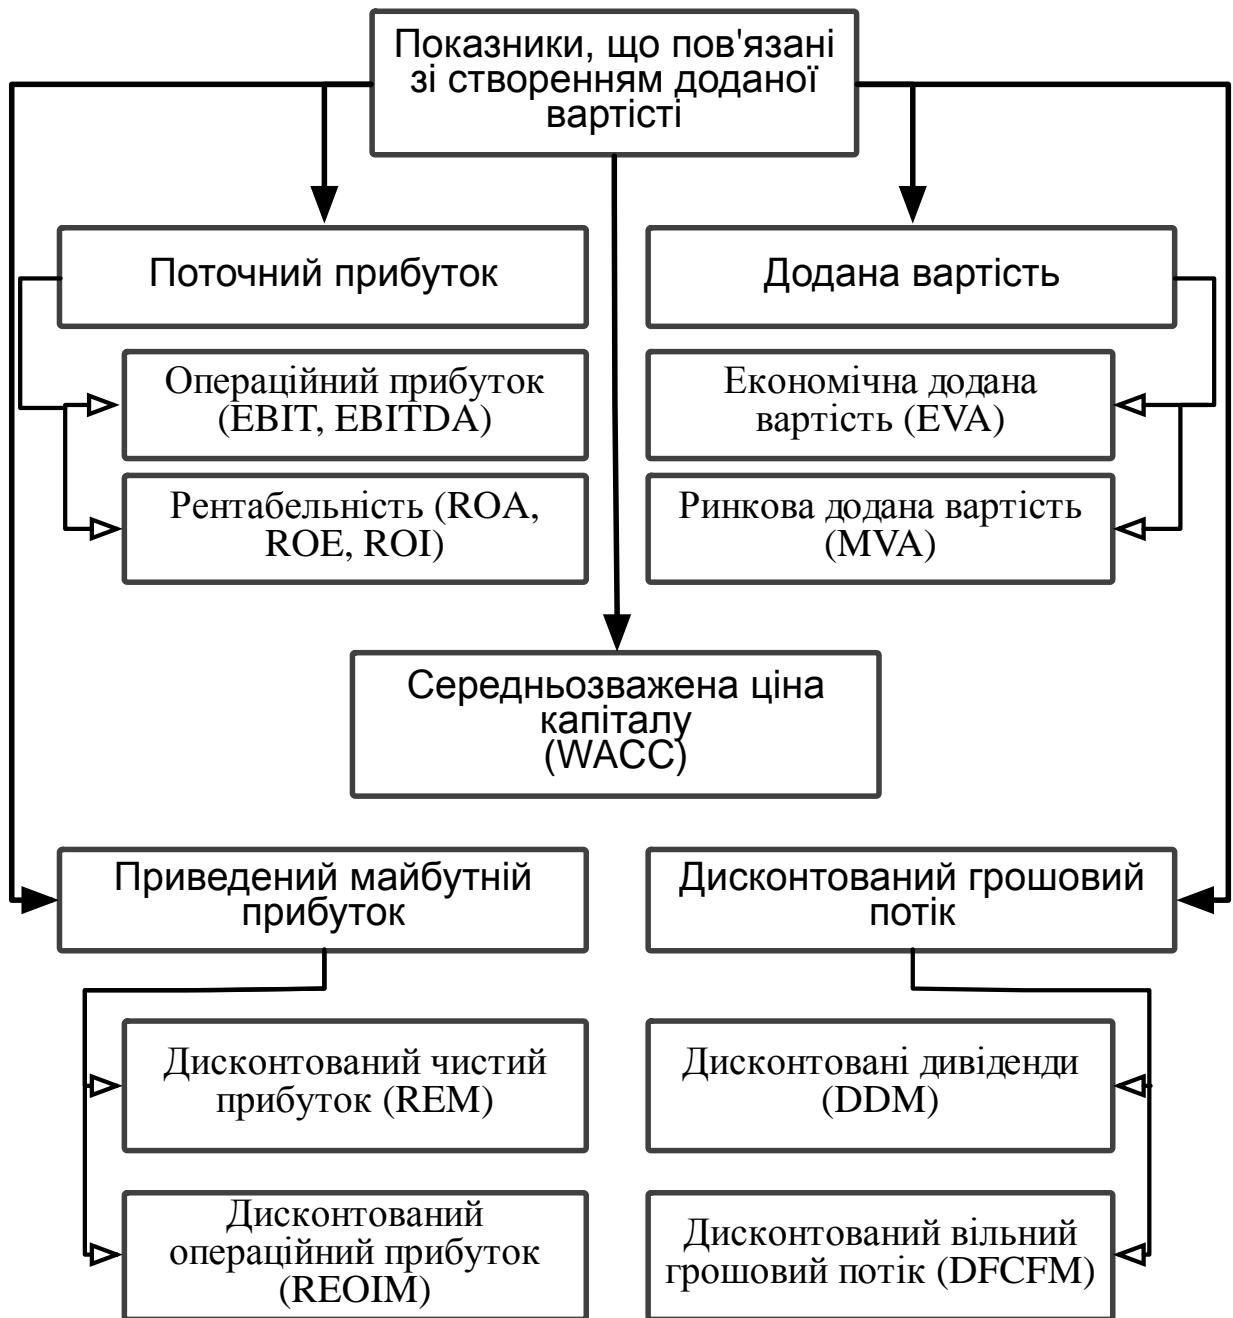 Показники, що пов'язані
зі створенням доданої
вартісті
Поточний прибуток
Додана вартість
Операційний прибуток
(EBIT, EBITDA)
Економічна додана
вартість (EVA)
Рентабельність (ROA,
ROE, ROI)
Ринкова додана вартість
(MVA)
Середньозважена ціна
капіталу
(WACC)
Приведений майбутній
прибуток
Дисконтований грошовий
потік
Дисконтований чистий
прибуток (REM)
Дисконтовані дивіденди
(DDM)
Дисконтований
операційний прибуток
(REOIM)
Дисконтований вільний
грошовий потік (DFCFM)